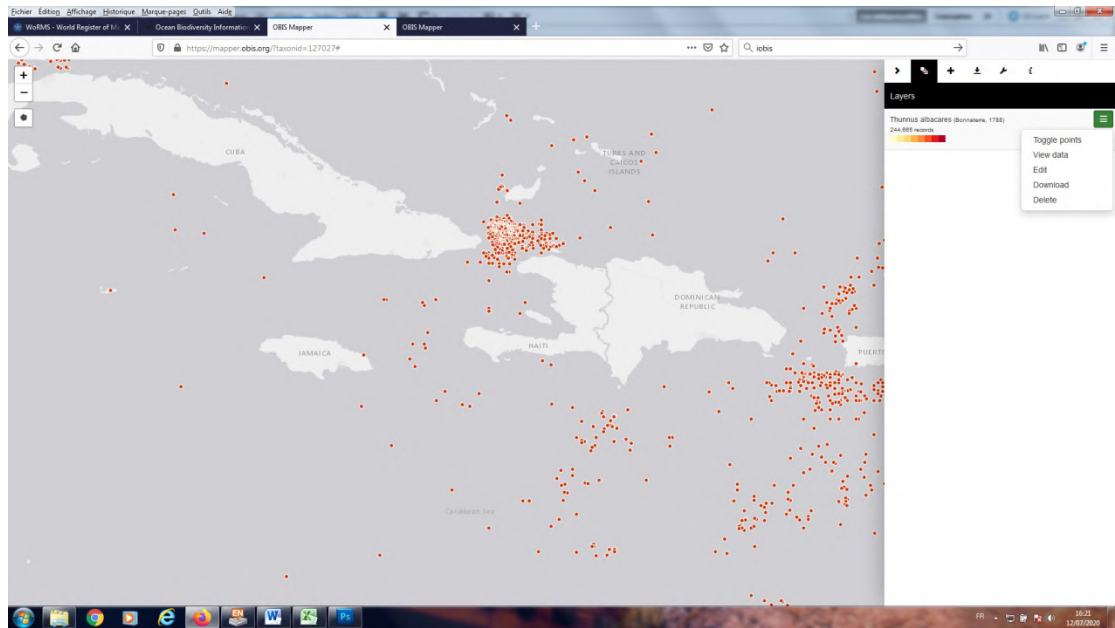 Fichier Édition Affichage Historique Marque-pages Outils Aide
WoRMS - World Register of M
Ocean Biodiversity Information
OBIS Mapper
OBIS Mapper
https://mapper.obis.org/?taxonid=127027#
iobis
Layers
Thunnus albacares (Bonnaterre, 1788)
244,665 records
Toggle points
View data
Edit
Download
Delete
CUBA
TURKS AND
CAICOS
ISLANDS
DOMINICAN
REPUBLIC
HAITI
JAMAICA
PUERT
Caribbean Sea
EN
Ps
FR
16:21
12/07/2020